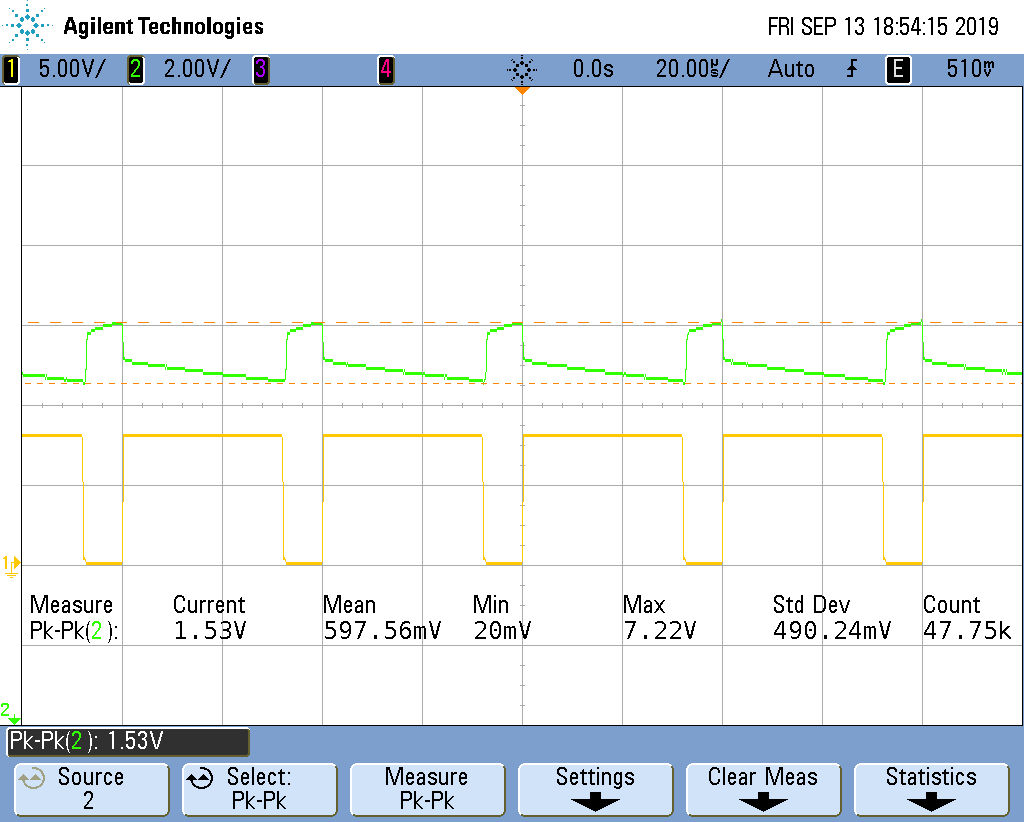 Agilent Technologies
FRI SEP 13 18:54:15 2019
1 5.00V/ 2 2.00V/ 3 4 0.0s 20.00µs/ Auto E 510mV
1
Measure Current Mean Min Max Std Dev Count
Pk-Pk(2): 1.53V 597.56mV 20mV 7.22V 490.24mV 47.75k
2
Pk-Pk(2): 1.53V
Source Select: Measure Settings Clear Meas Statistics
2 Pk-Pk Pk-Pk